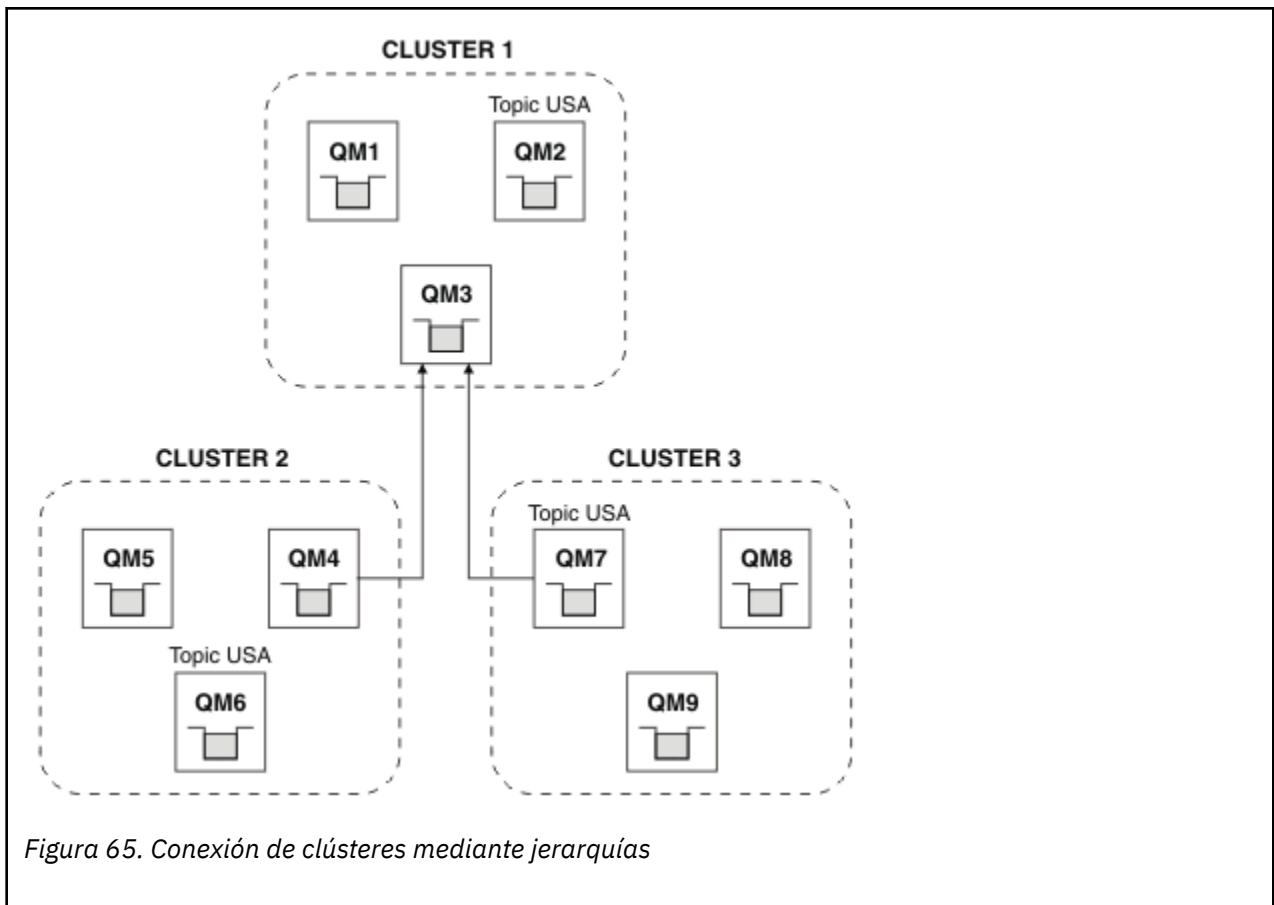 CLUSTER 1
Topic USA
QM1
QM2
QM3
CLUSTER 2
CLUSTER 3
Topic USA
QM5
QM4
QM7
QM8
Topic USA
QM6
QM9
Figura 65. Conexión de clústeres mediante jerarquías